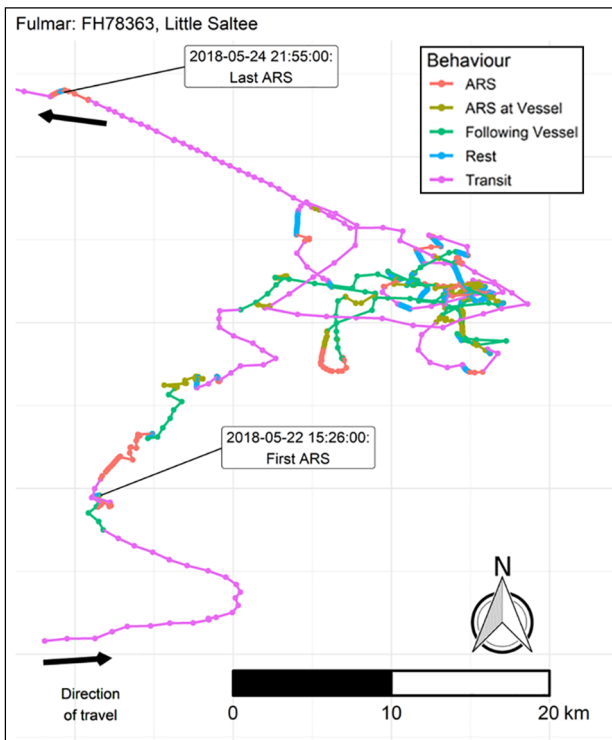 Fulmar: FH78363, Little Saltee
2018-05-24 21:55:00:
Last ARS
Behaviour
ARS
ARS at Vessel
Following Vessel
Rest
Transit
2018-05-22 15:26:00:
First ARS
N
Direction
of travel
0 10 20 km